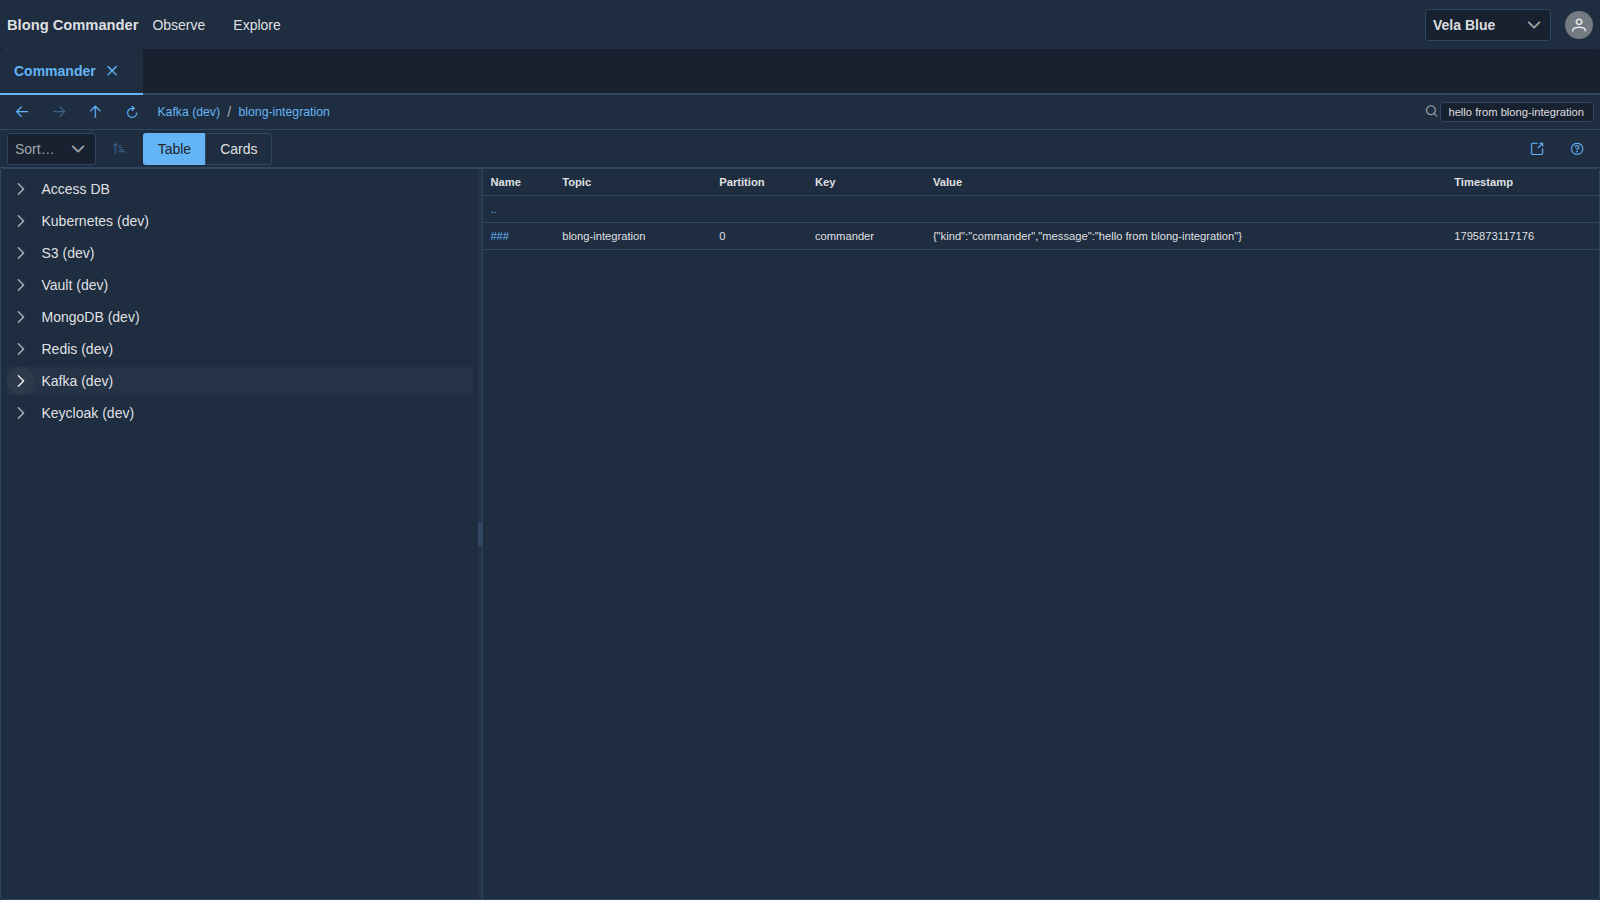 Blong Commander Observe Explore Vela Blue
Commander
Kafka (dev) / blong-integration hello from blong-integration
Sort... Table Cards
Access DB
Kubernetes (dev)
S3 (dev)
Vault (dev)
MongoDB (dev)
Redis (dev)
Kafka (dev)
Keycloak (dev)
Name Topic Partition Key Value Timestamp
..
### blong-integration 0 commander {"kind":"commander","message":"hello from blong-integration"} 1795873117176